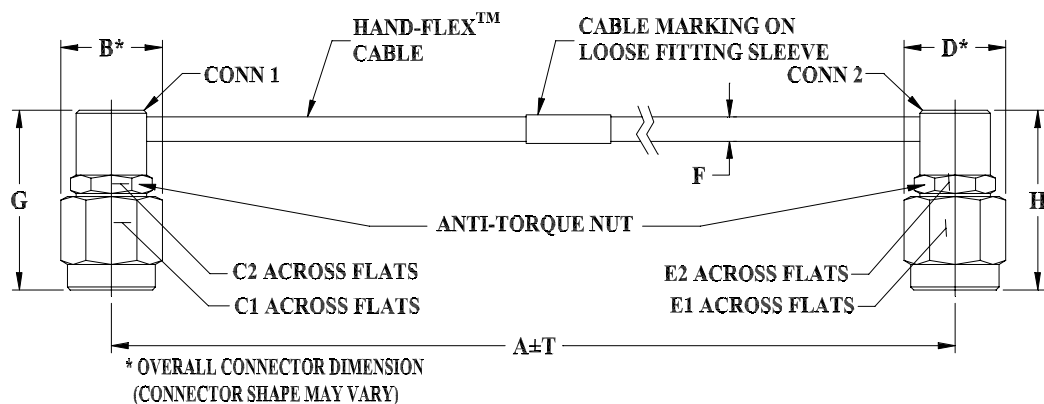 HAND-FLEX™
CABLE
CABLE MARKING ON
LOOSE FITTING SLEEVE
B*
D*
CONN 1
CONN 2
G
F
H
ANTI-TORQUE NUT
C2 ACROSS FLATS
C1 ACROSS FLATS
E2 ACROSS FLATS
E1 ACROSS FLATS
A±T
* OVERALL CONNECTOR DIMENSION
(CONNECTOR SHAPE MAY VARY)